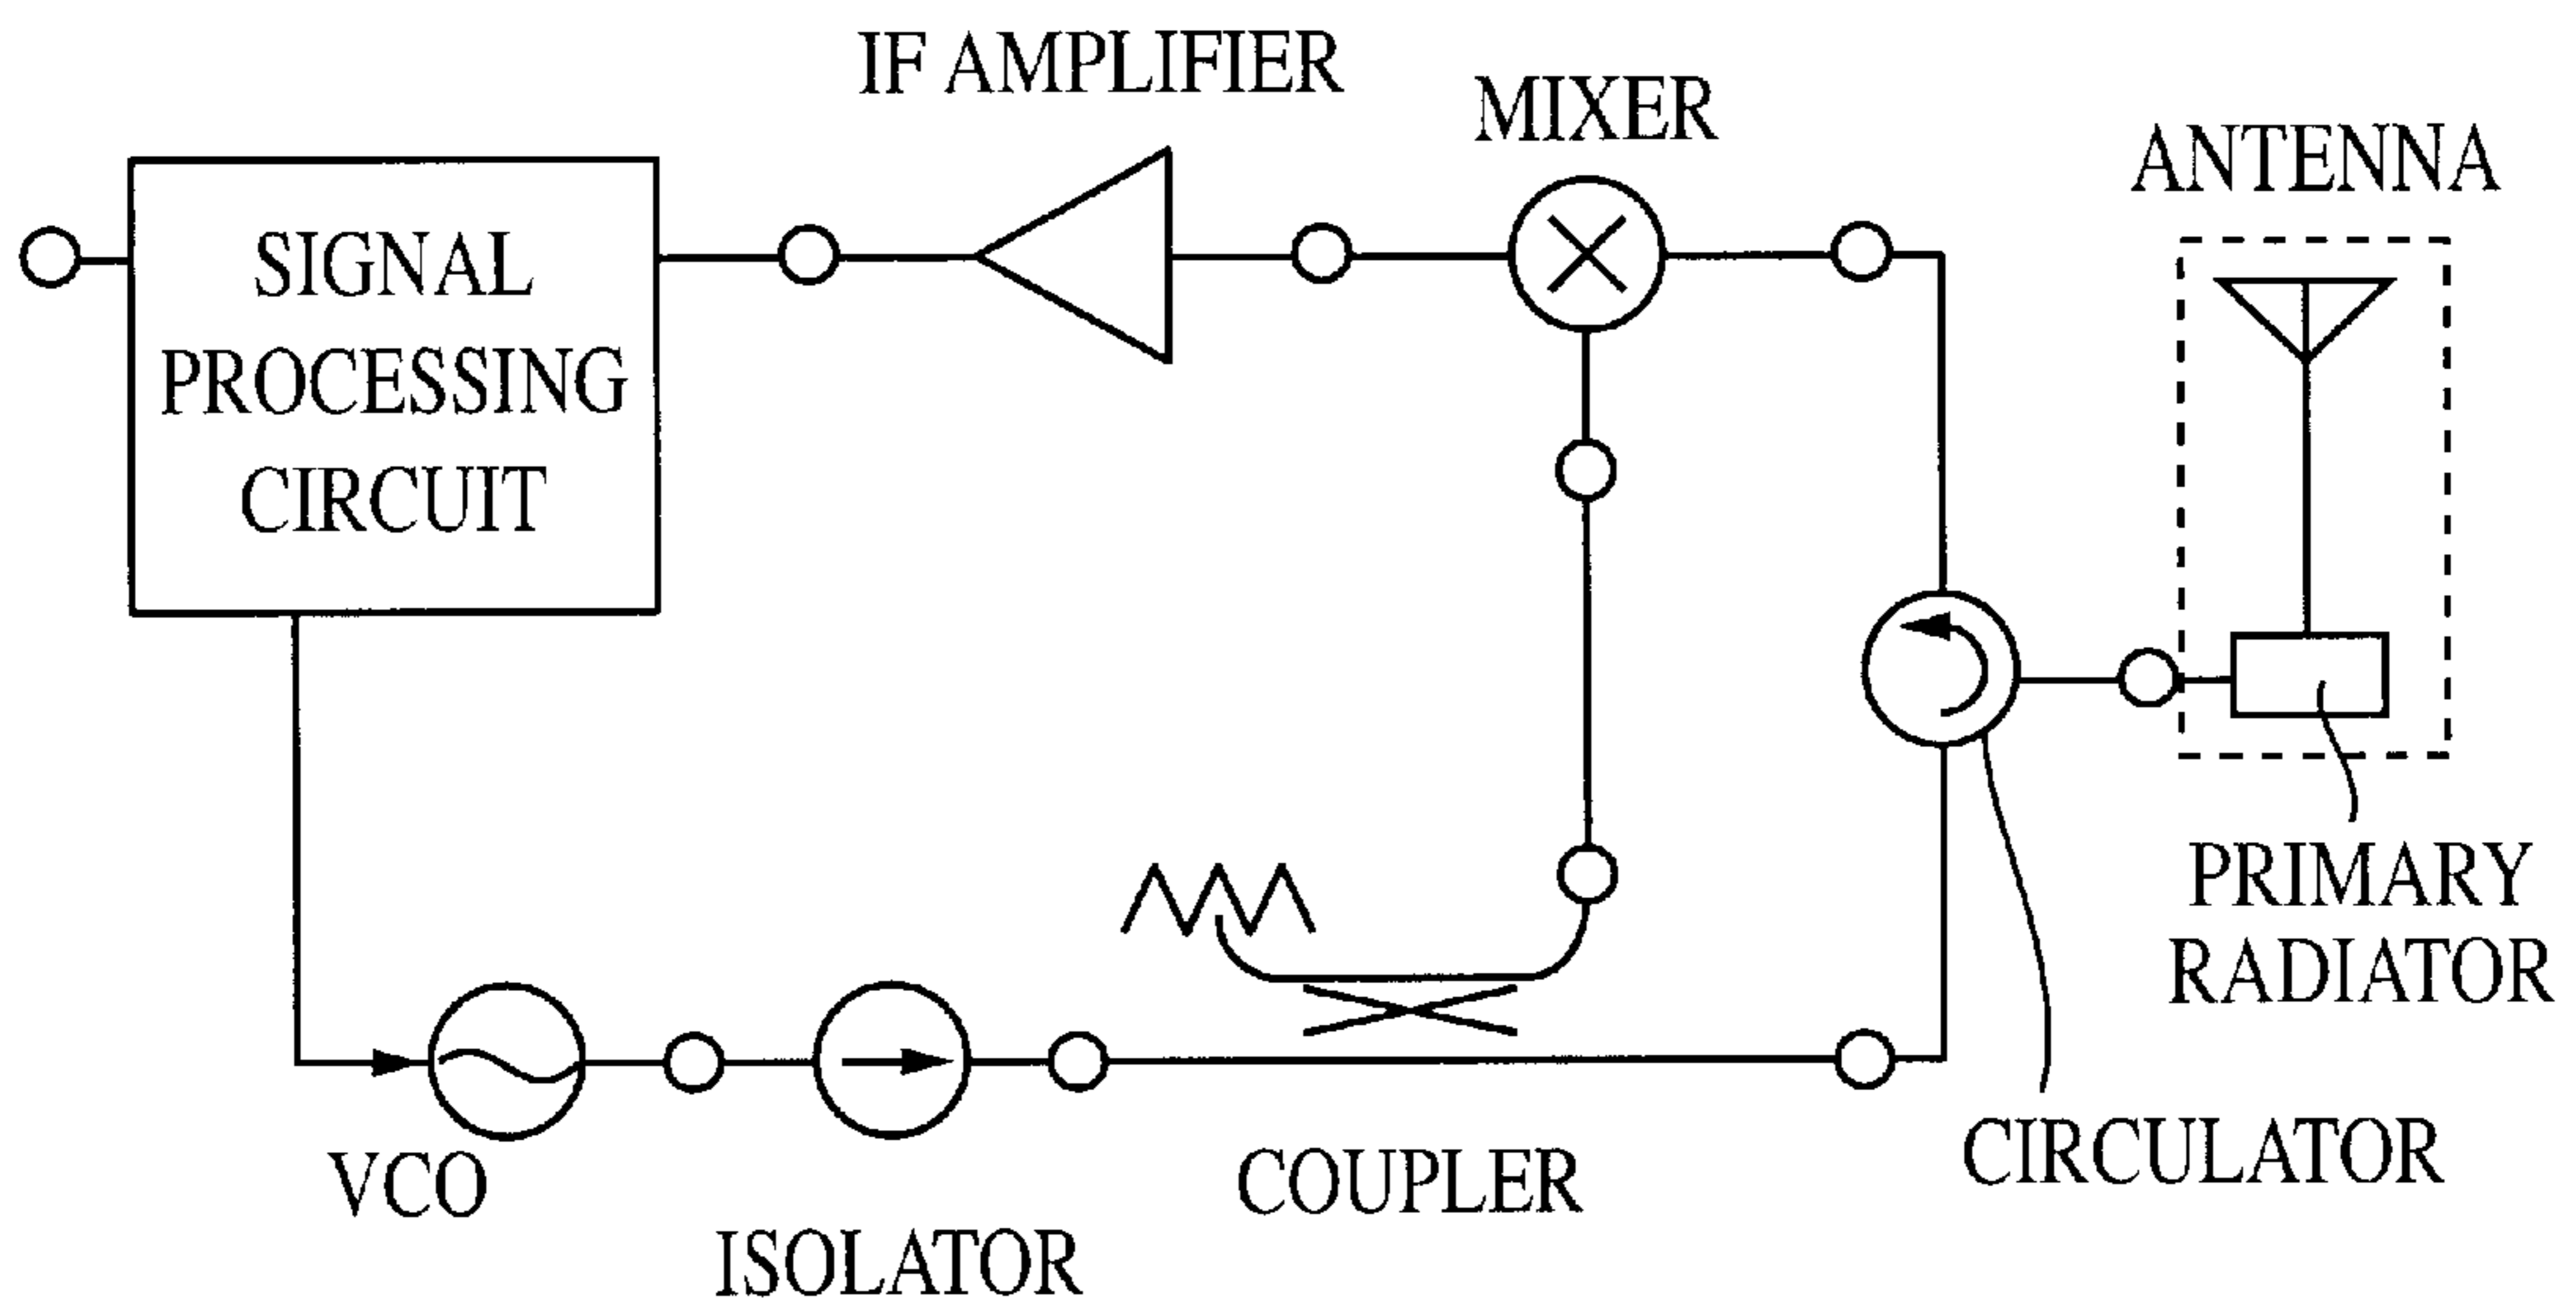 IF AMPLIFIER
MIXER
ANTENNA
SIGNAL
PROCESSING
CIRCUIT
PRIMARY
RADIATOR
CIRCULATOR
COUPLER
VCO
ISOLATOR